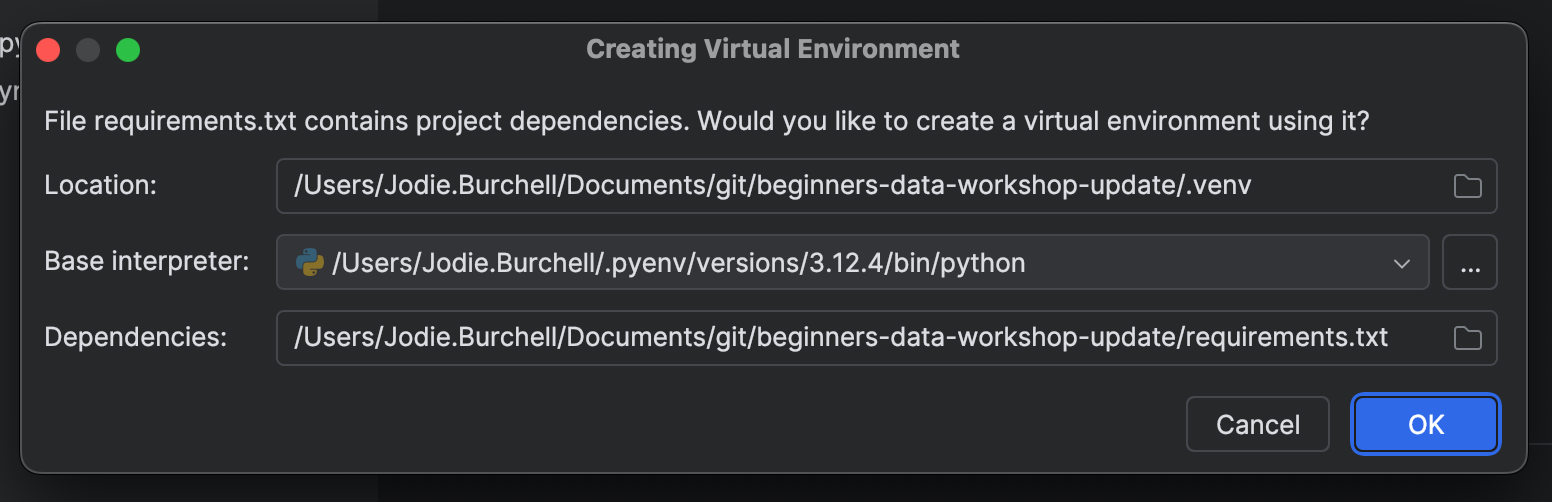 Creating Virtual Environment
File requirements.txt contains project dependencies. Would you like to create a virtual environment using it?
Location: /Users/Jodie.Burchell/Documents/git/beginners-data-workshop-update/.venv
Base interpreter: /Users/Jodie.Burchell/.pyenv/versions/3.12.4/bin/python ...
Dependencies: /Users/Jodie.Burchell/Documents/git/beginners-data-workshop-update/requirements.txt
Cancel OK